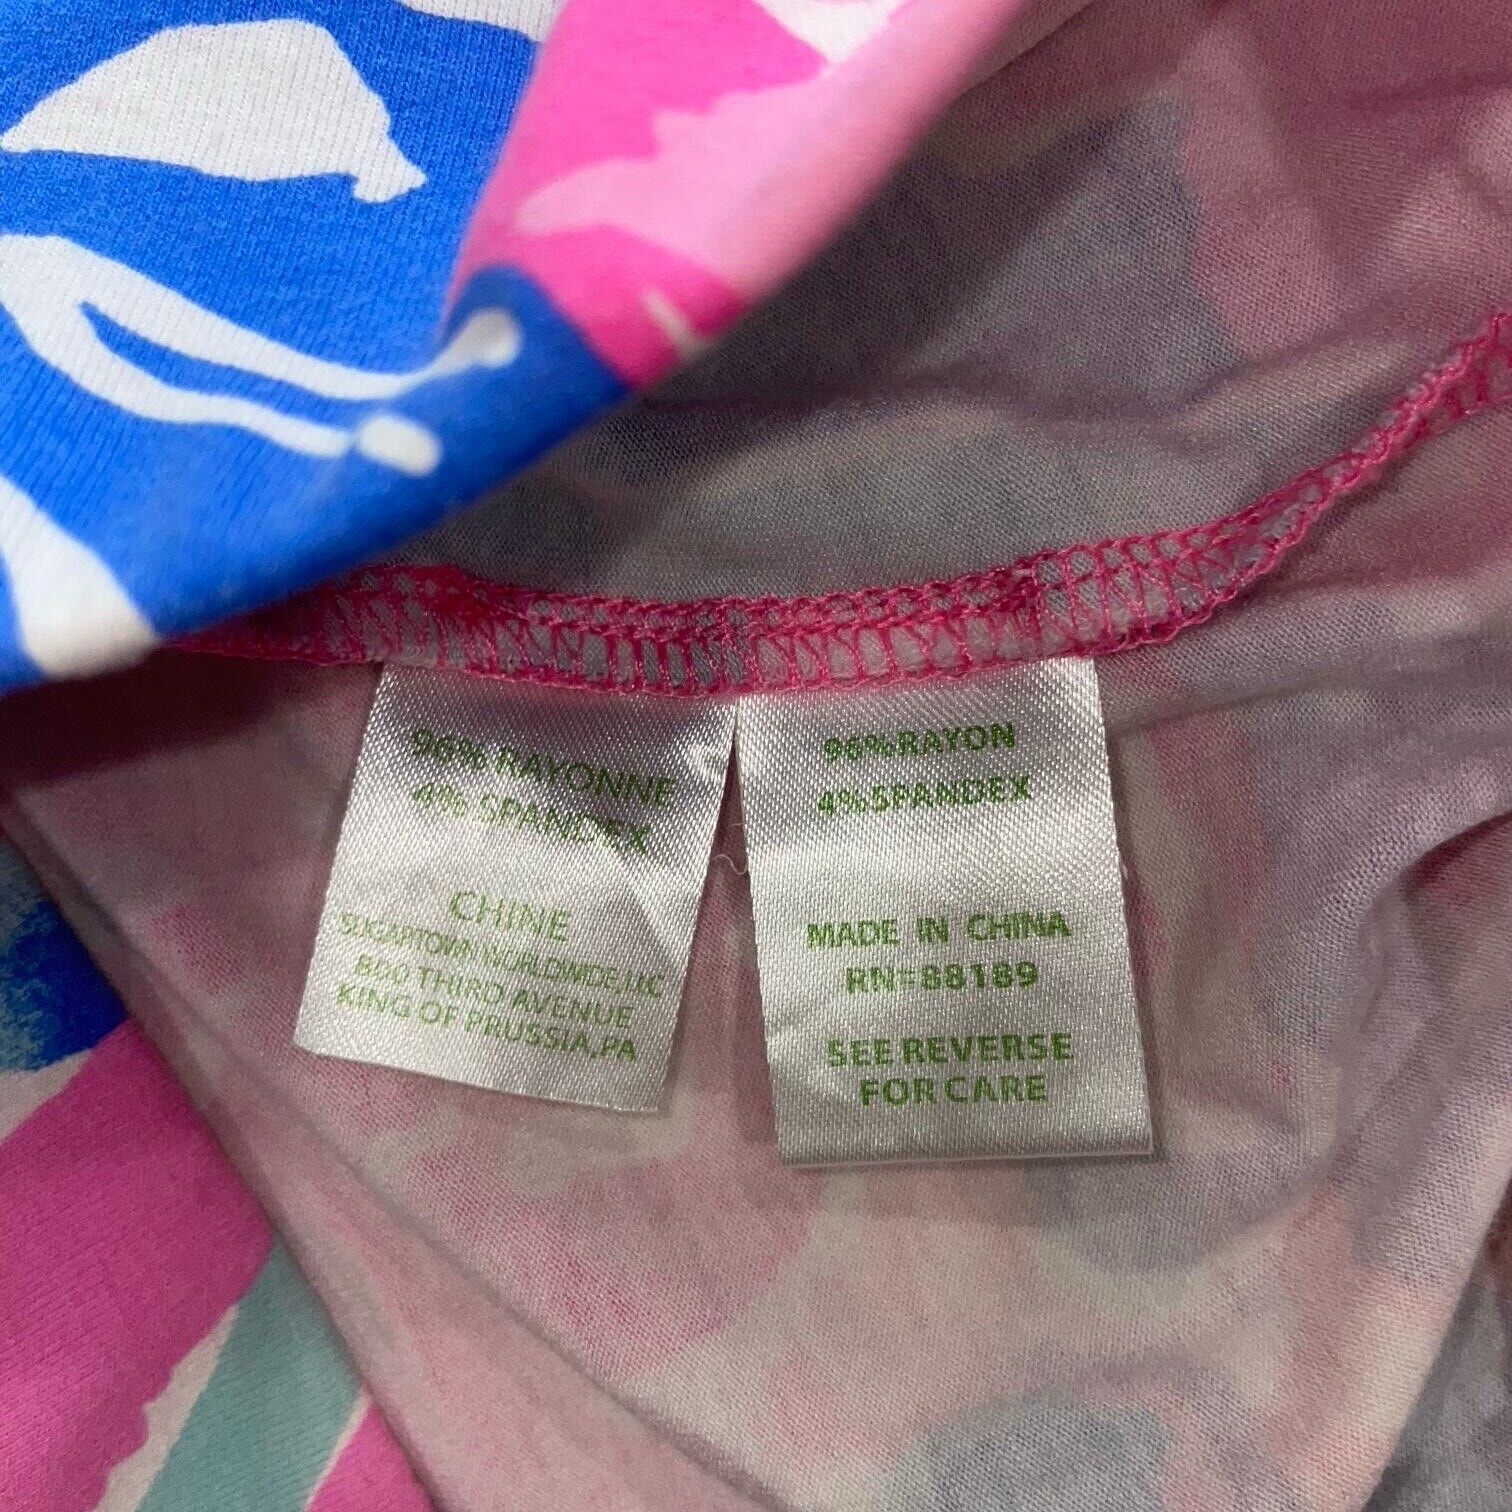 96% RAYONNE
4% SPANDEX
CHINE
SUGARTOWN WORLDWIDE,LLC
800 THIRD AVENUE
KING OF PRUSSIA,PA
96%RAYON
4%SPANDEX
MADE IN CHINA
RN=88189
SEE REVERSE
FOR CARE